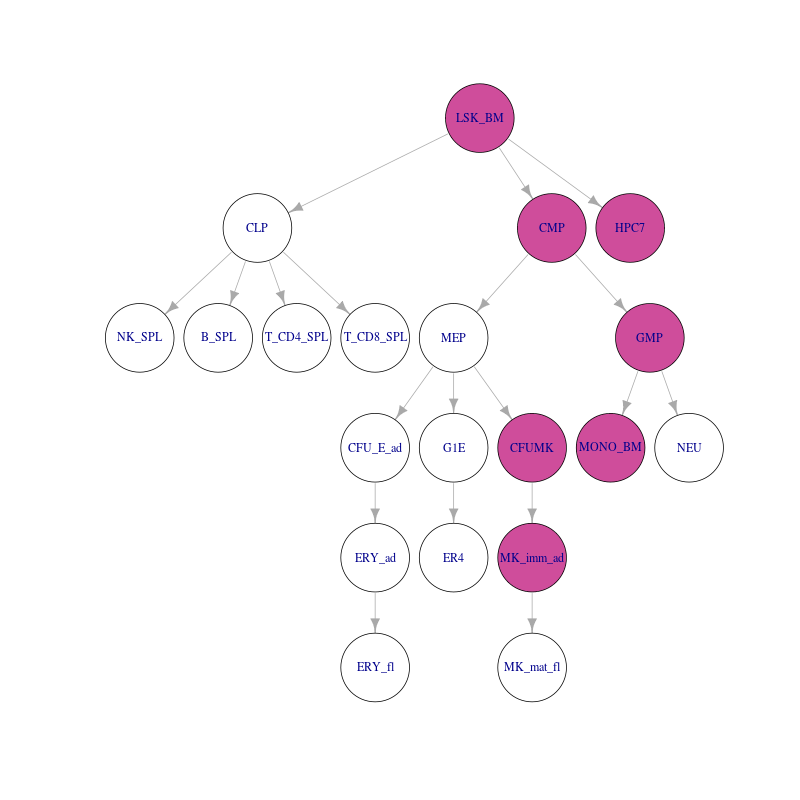 LSK_BM
CLP
CMP
HPC7
NK_SPL
B_SPL
T_CD4_SPL
T_CD8_SPL
MEP
GMP
CFU_E_ad
G1E
CFUMK
MONO_BM
NEU
ERY_ad
ER4
MK_imm_ad
ERY_fl
MK_mat_fl